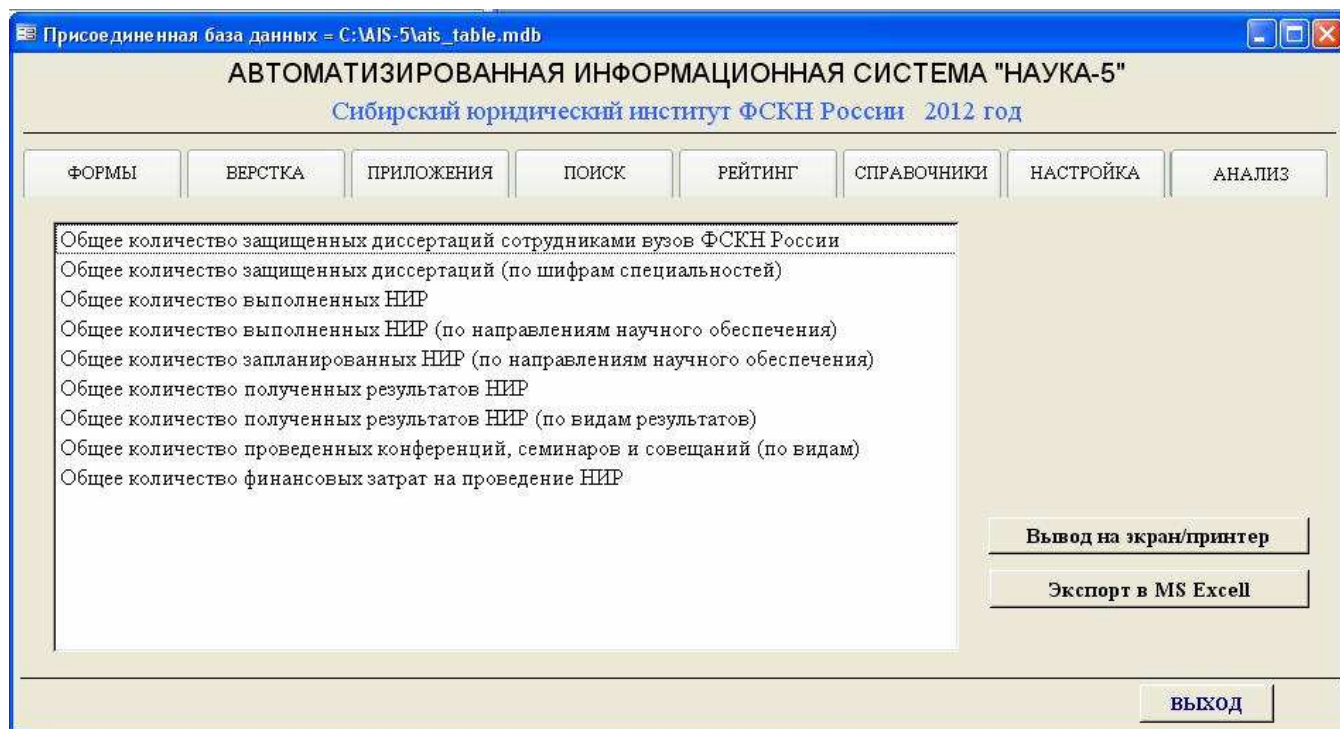 Присоединенная база данных = C:\AIS-5\ais_table.mdb
АВТОМАТИЗИРОВАННАЯ ИНФОРМАЦИОННАЯ СИСТЕМА "НАУКА-5"
Сибирский юридический институт ФСКН России 2012 год
ФОРМЫ ВЕРСТКА ПРИЛОЖЕНИЯ ПОИСК РЕЙТИНГ СПРАВОЧНИКИ НАСТРОЙКА АНАЛИЗ
Общее количество защищенных диссертаций сотрудниками вузов ФСКН России
Общее количество защищенных диссертаций (по шифрам специальностей)
Общее количество выполненных НИР
Общее количество выполненных НИР (по направлениям научного обеспечения)
Общее количество запланированных НИР (по направлениям научного обеспечения)
Общее количество полученных результатов НИР
Общее количество полученных результатов НИР (по видам результатов)
Общее количество проведенных конференций, семинаров и совещаний (по видам)
Общее количество финансовых затрат на проведение НИР
Вывод на экран/принтер
Экспорт в MS Excell
ВЫХОД